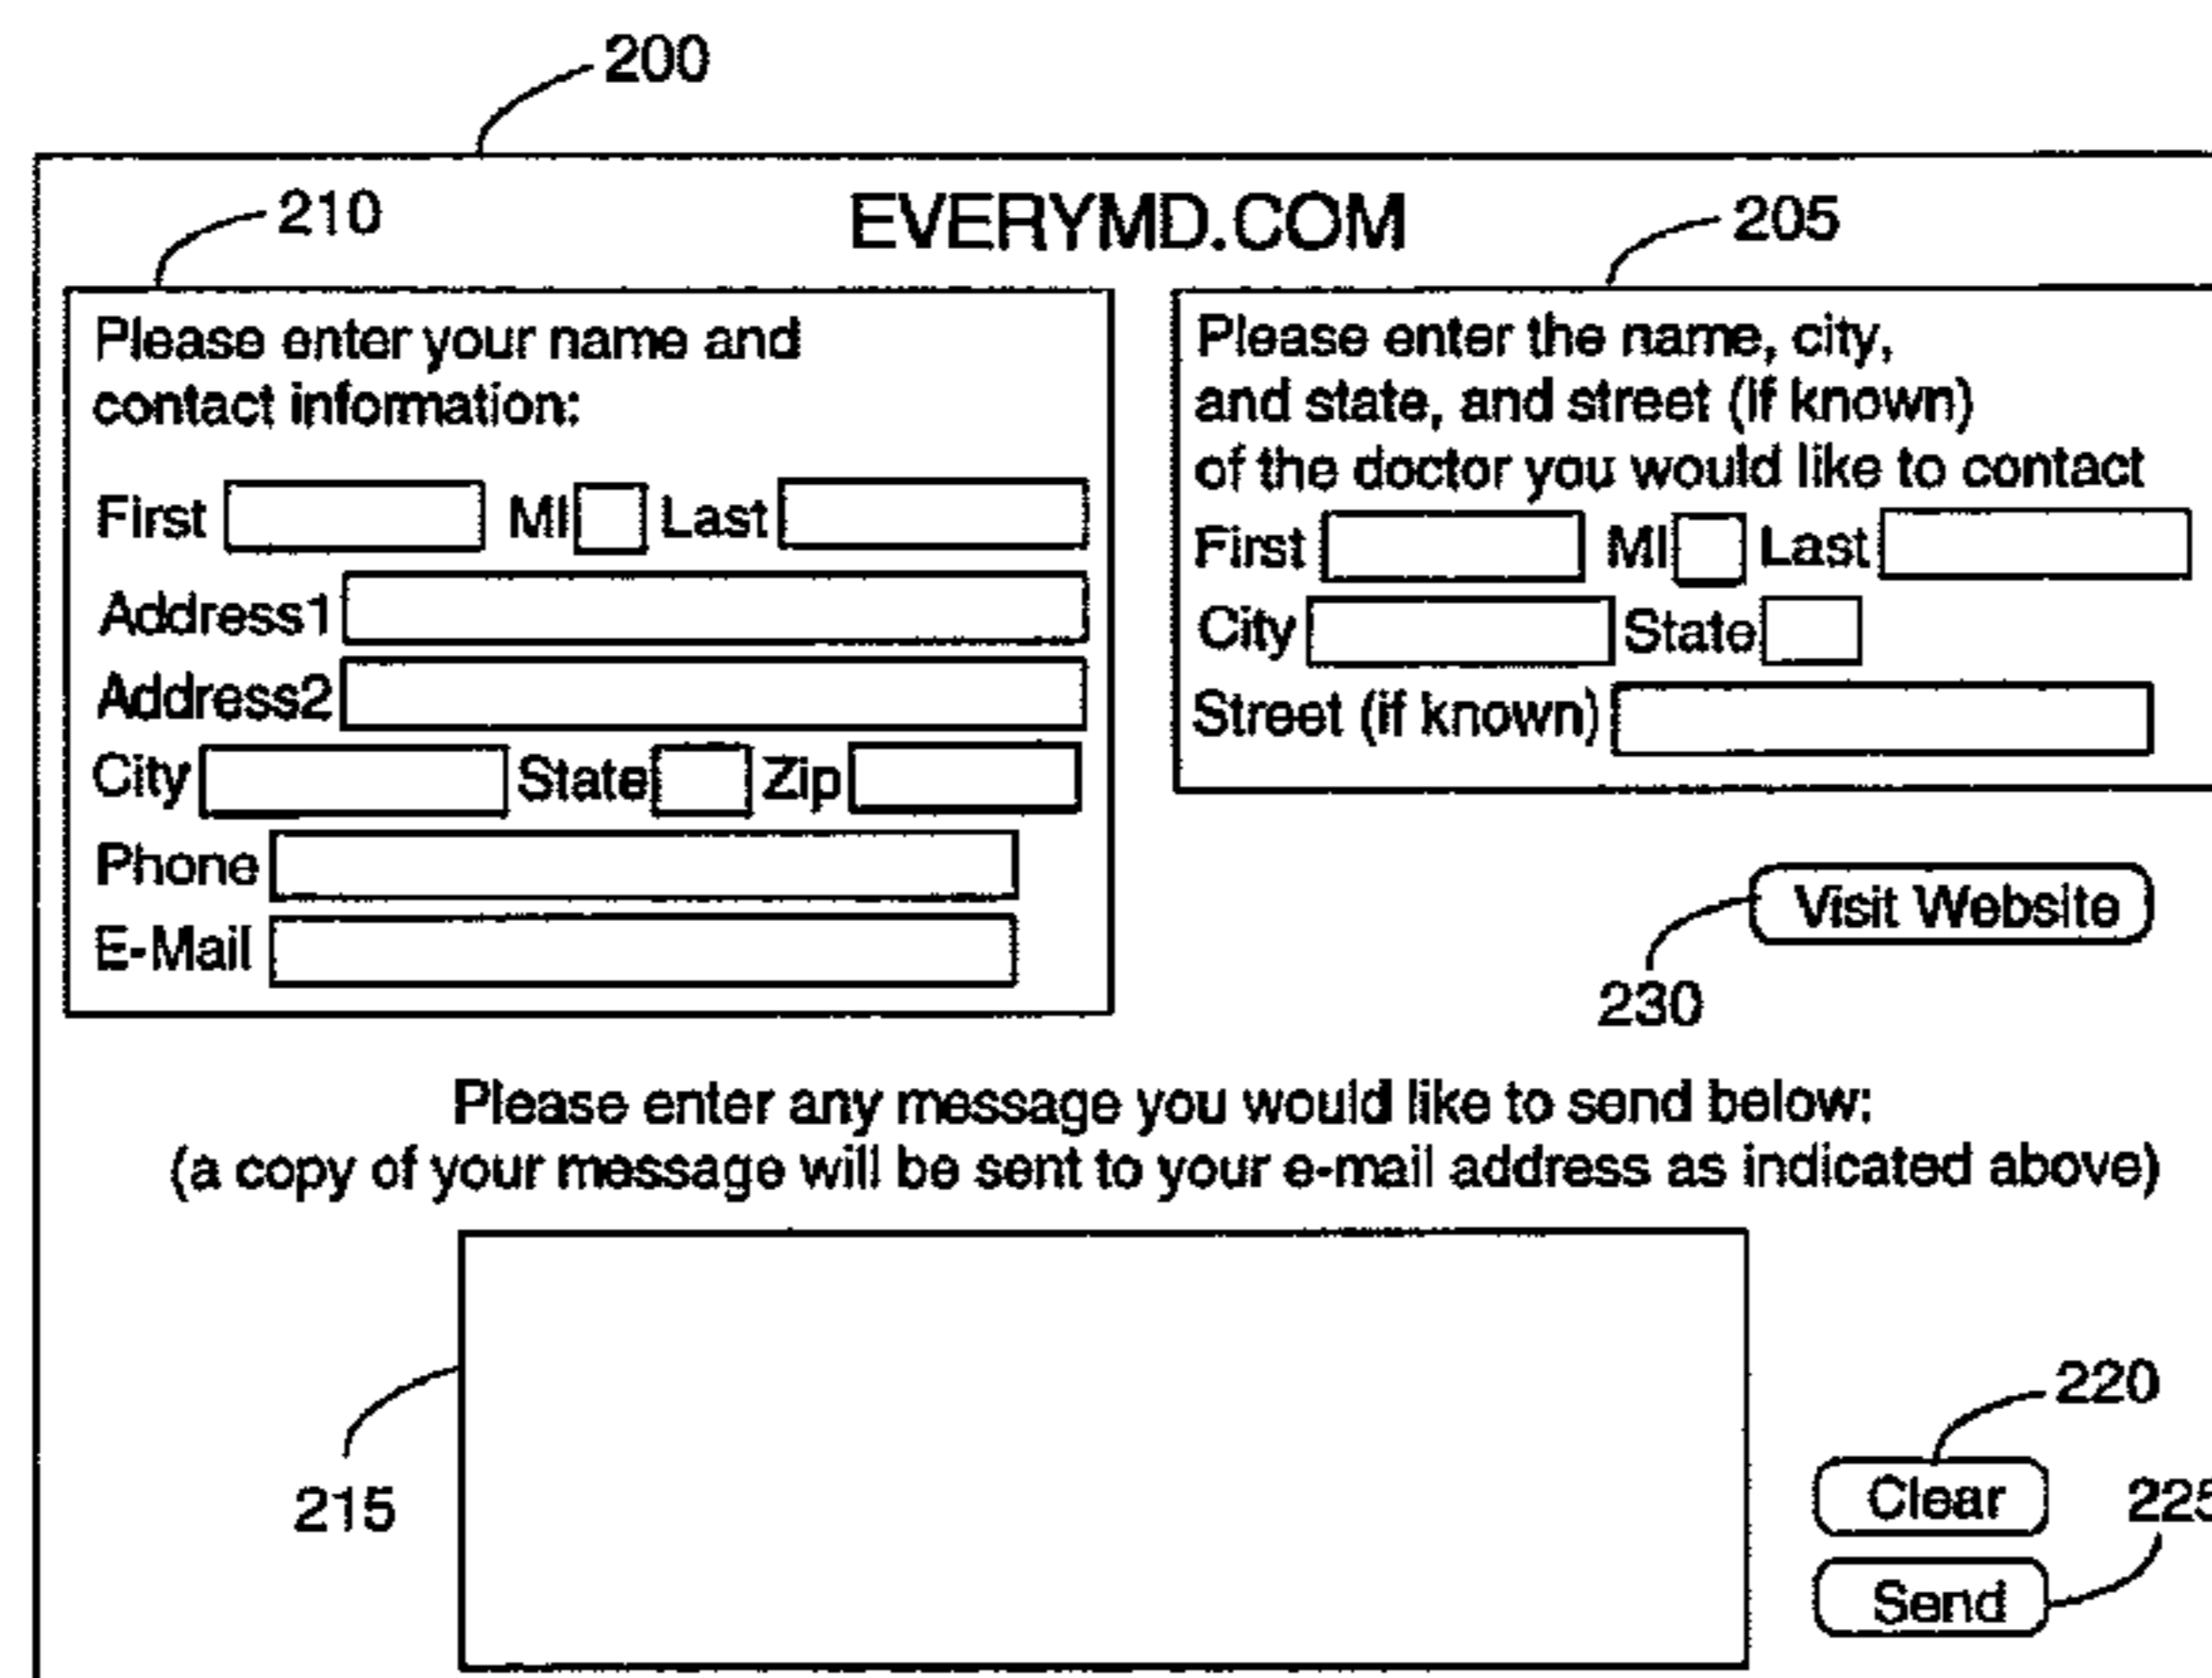 200
210
EVERYMD.COM
205
Please enter your name and
contact information:
First MI Last
Address1
Address2
City State Zip
Phone
E-Mail
Please enter the name, city,
and state, and street (if known)
of the doctor you would like to contact
First MI Last
City State
Street (if known)
Visit Website
230
Please enter any message you would like to send below:
(a copy of your message will be sent to your e-mail address as indicated above)
215
220
Clear
225
Send